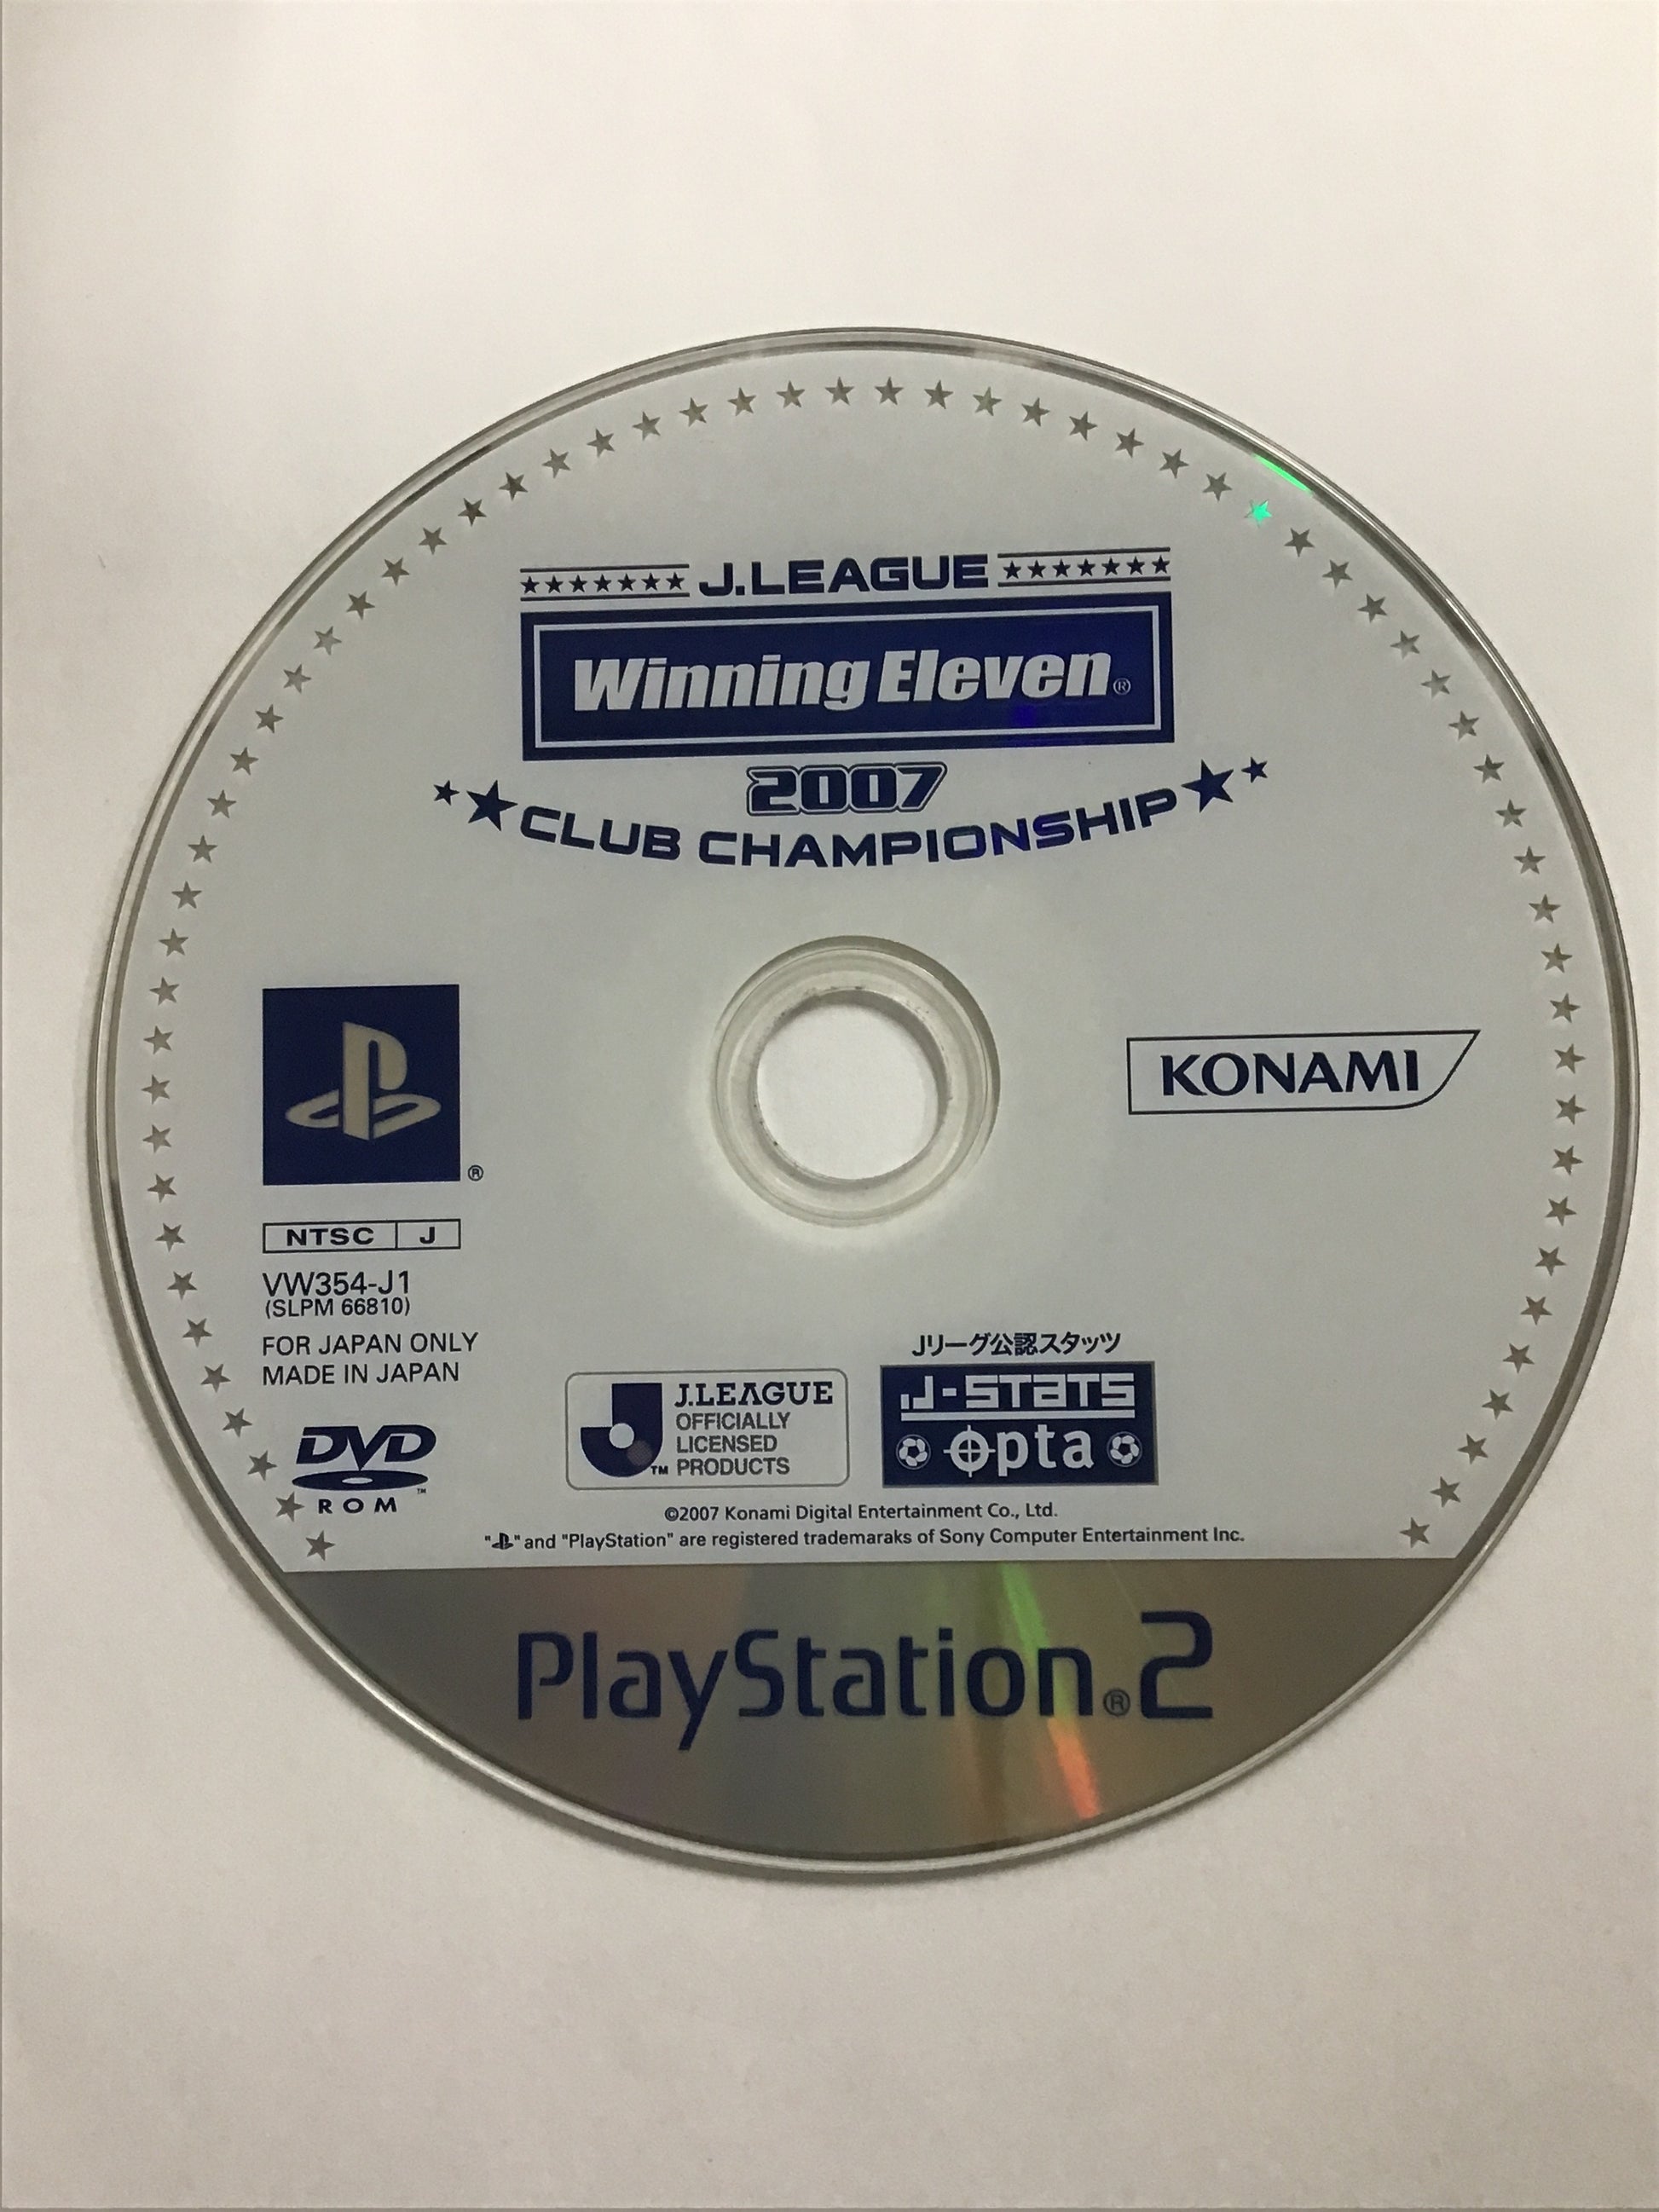 J.LEAGUE
Winning Eleven®
2007
CLUB CHAMPIONSHIP
KONAMI
®
NTSC J
VW354-J1
(SLPM 66810)
FOR JAPAN ONLY
MADE IN JAPAN
DVD
ROM
™
J.LEAGUE
OFFICIALLY
LICENSED
TM PRODUCTS
Jリーグ公認スタッツ
J-STATS
Opta
©2007 Konami Digital Entertainment Co., Ltd.
"PS" and "PlayStation" are registered trademaraks of Sony Computer Entertainment Inc.
PlayStation®2